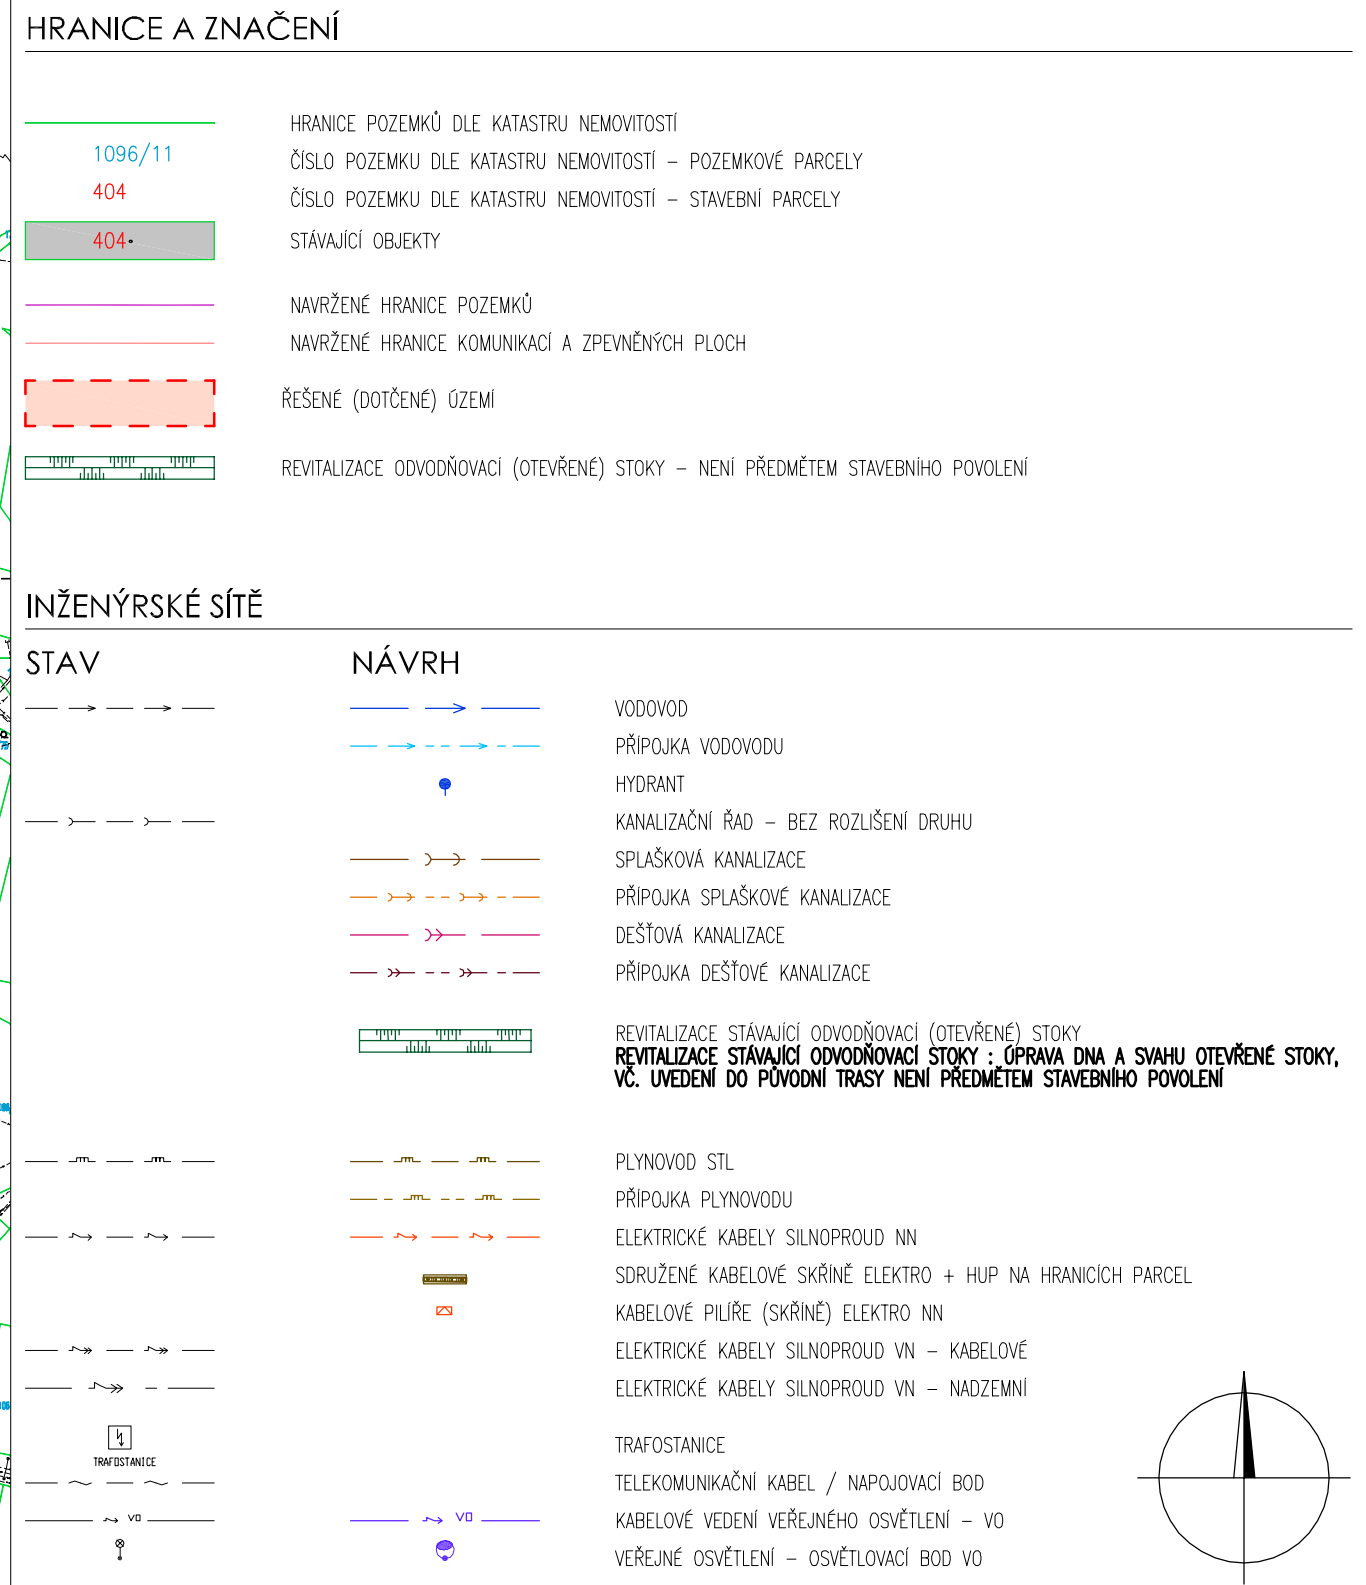 HRANICE A ZNAČENÍ
HRANICE POZEMKŮ DLE KATASTRU NEMOVITOSTÍ
1096/11
ČÍSLO POZEMKU DLE KATASTRU NEMOVITOSTÍ – POZEMKOVÉ PARCELY
404
ČÍSLO POZEMKU DLE KATASTRU NEMOVITOSTÍ – STAVEBNÍ PARCELY
404
STÁVAJÍCÍ OBJEKTY
NAVRŽENÉ HRANICE POZEMKŮ
NAVRŽENÉ HRANICE KOMUNIKACÍ A ZPEVNĚNÝCH PLOCH
ŘEŠENÉ (DOTČENÉ) ÚZEMÍ
REVITALIZACE ODVODŇOVACÍ (OTEVŘENÉ) STOKY – NENÍ PŘEDMĚTEM STAVEBNÍHO POVOLENÍ
INŽENÝRSKÉ SÍTĚ
STAV NÁVRH
VODOVOD
PŘÍPOJKA VODOVODU
HYDRANT
KANALIZAČNÍ ŘAD – BEZ ROZLIŠENÍ DRUHU
SPLAŠKOVÁ KANALIZACE
PŘÍPOJKA SPLAŠKOVÉ KANALIZACE
DEŠŤOVÁ KANALIZACE
PŘÍPOJKA DEŠŤOVÉ KANALIZACE
REVITALIZACE STÁVAJÍCÍ ODVODŇOVACÍ (OTEVŘENÉ) STOKY
REVITALIZACE STÁVAJÍCÍ ODVODŇOVACÍ STOKY : ÚPRAVA DNA A SVAHU OTEVŘENÉ STOKY,
VČ. UVEDENÍ DO PŮVODNÍ TRASY NENÍ PŘEDMĚTEM STAVEBNÍHO POVOLENÍ
PLYNOVOD STL
PŘÍPOJKA PLYNOVODU
ELEKTRICKÉ KABELY SILNOPROUD NN
SDRUŽENÉ KABELOVÉ SKŘÍNĚ ELEKTRO + HUP NA HRANICÍCH PARCEL
KABELOVÉ PILÍŘE (SKŘÍNĚ) ELEKTRO NN
ELEKTRICKÉ KABELY SILNOPROUD VN – KABELOVÉ
ELEKTRICKÉ KABELY SILNOPROUD VN – NADZEMNÍ
TRAFOSTANICE
TRAFOSTANICE
TELEKOMUNIKAČNÍ KABEL / NAPOJOVACÍ BOD
VO VO KABELOVÉ VEDENÍ VEŘEJNÉHO OSVĚTLENÍ – VO
VEŘEJNÉ OSVĚTLENÍ – OSVĚTLOVACÍ BOD VO